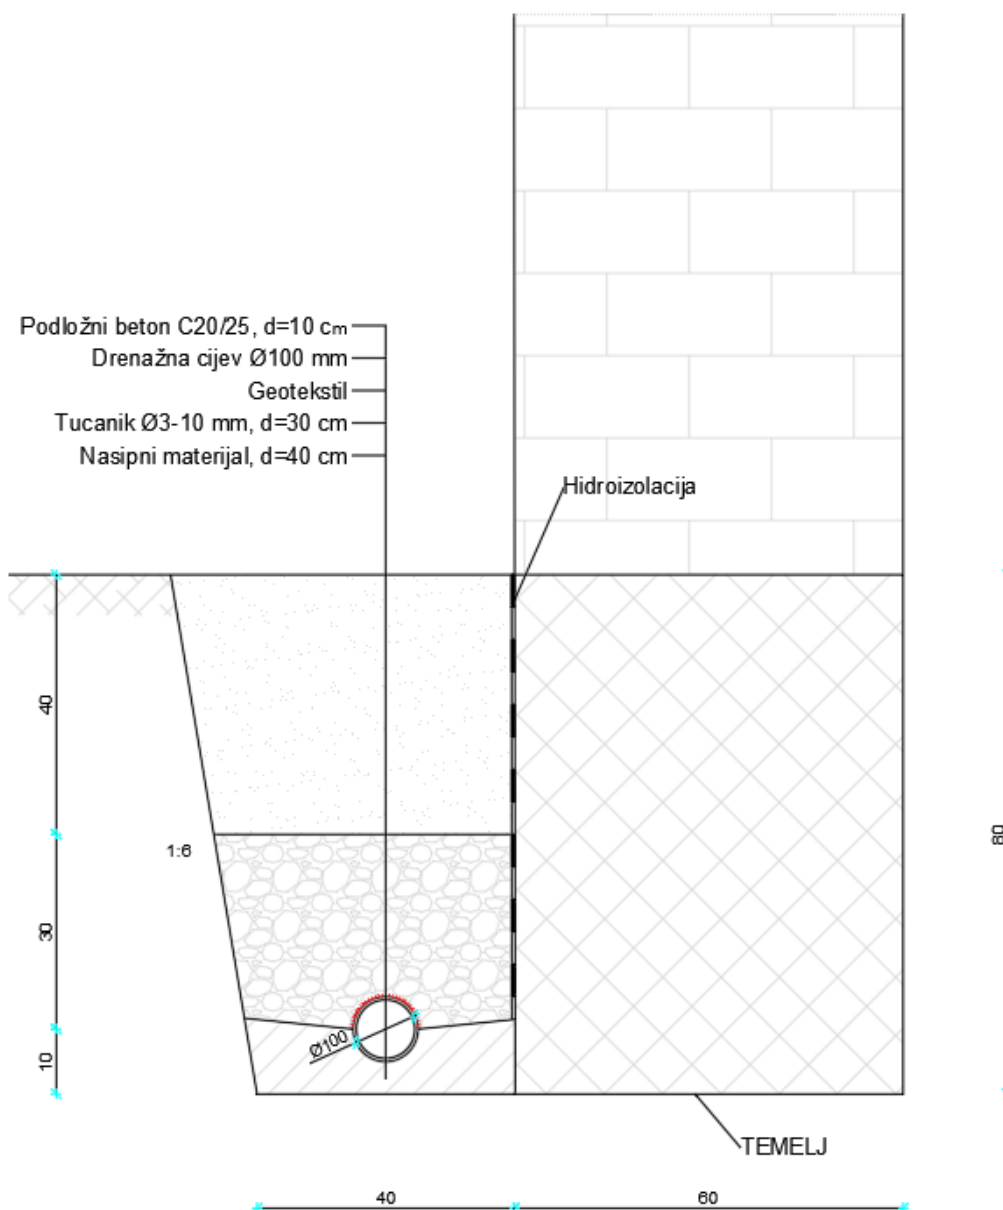 Podložni beton C20/25, d=10 cm
Drenažna cijev Ø100 mm
Geotekstil
Tucanik Ø3-10 mm, d=30 cm
Nasipni materijal, d=40 cm
Hidroizolacija
40
1:6
80
30
Ø100
10
TEMELJ
40
60